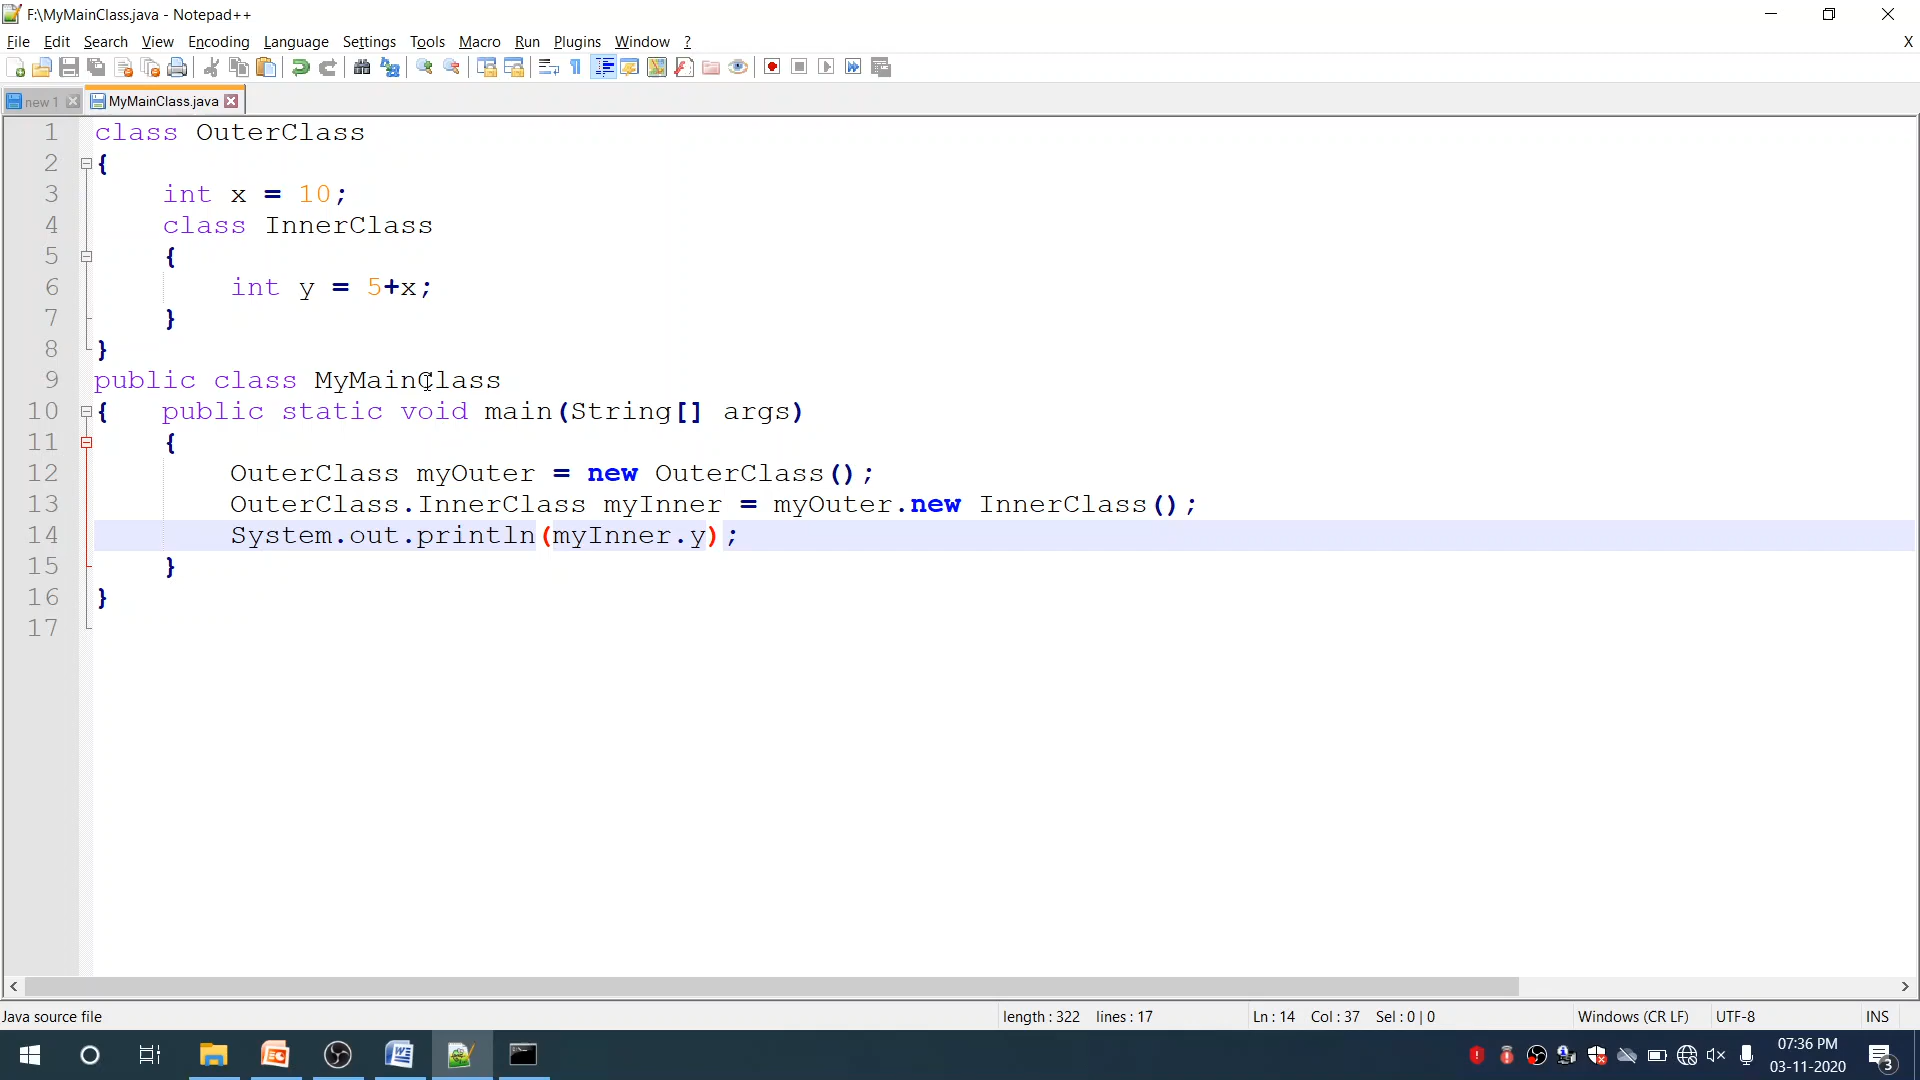 F:\MyMainClass.java - Notepad++
File Edit Search View Encoding Language Settings Tools Macro Run Plugins Window ? X
new 1 MyMainClass.java
1 class OuterClass
2 {
3 int x = 10;
4 class InnerClass
5 {
6 int y = 5+x;
7 }
8 }
9 public class MyMainClass
10 { public static void main(String[] args)
11 {
12 OuterClass myOuter = new OuterClass();
13 OuterClass.InnerClass myInner = myOuter.new InnerClass();
14 System.out.println(myInner.y);
15 }
16 }
17
Java source file length : 322 lines : 17 Ln : 14 Col : 37 Sel : 0 | 0 Windows (CR LF) UTF-8 INS
07:36 PM
03-11-2020
3